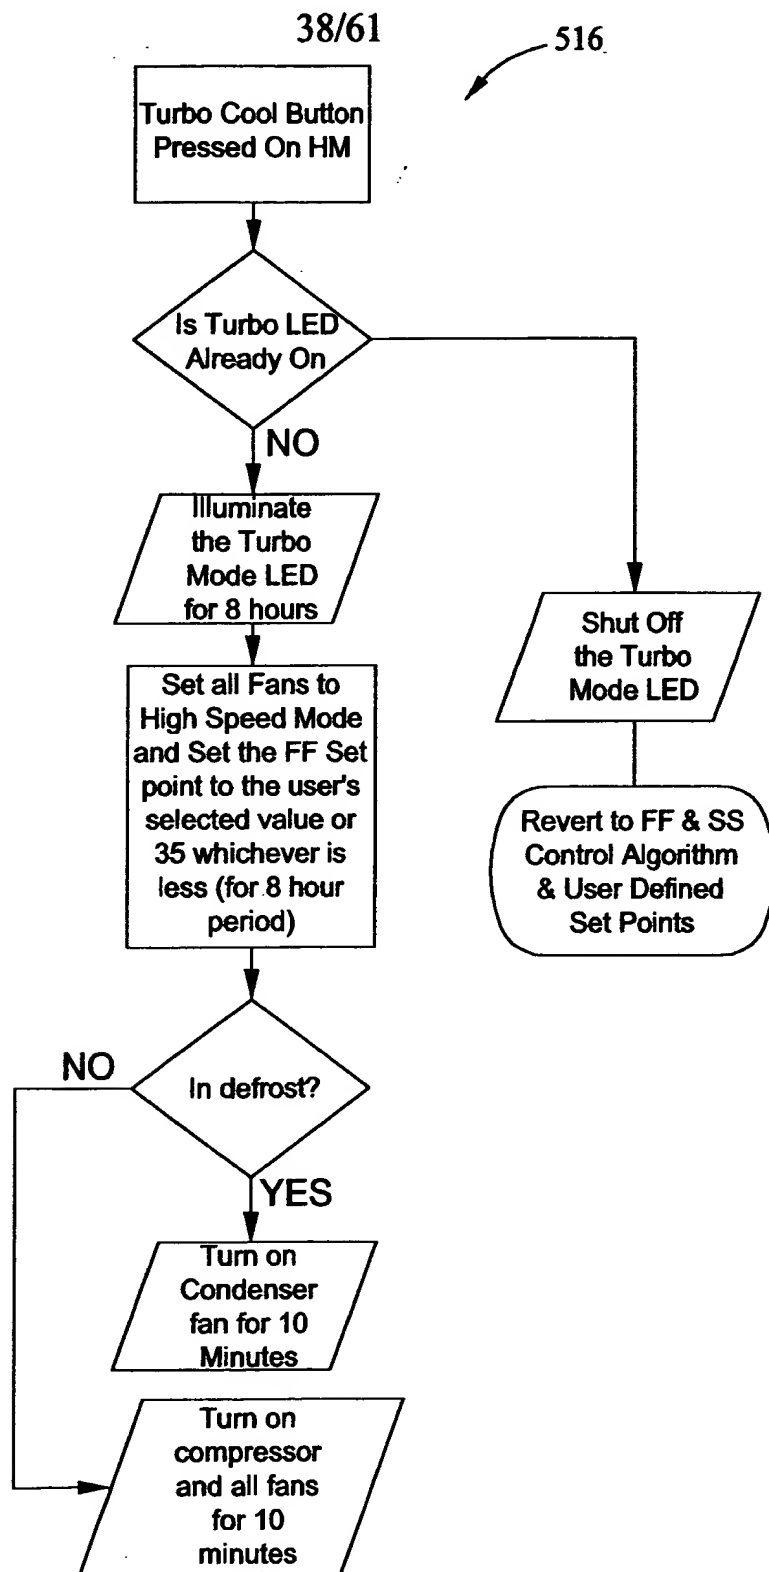 38/61
516
Turbo Cool Button
Pressed On HM
Is Turbo LED
Already On
NO
Illuminate
the Turbo
Mode LED
for 8 hours
Shut Off
the Turbo
Mode LED
Set all Fans to
High Speed Mode
and Set the FF Set
point to the user's
selected value or
35 whichever is
less (for 8 hour
period)
Revert to FF & SS
Control Algorithm
& User Defined
Set Points
NO
In defrost?
YES
Turn on
Condenser
fan for 10
Minutes
Turn on
compressor
and all fans
for 10
minutes